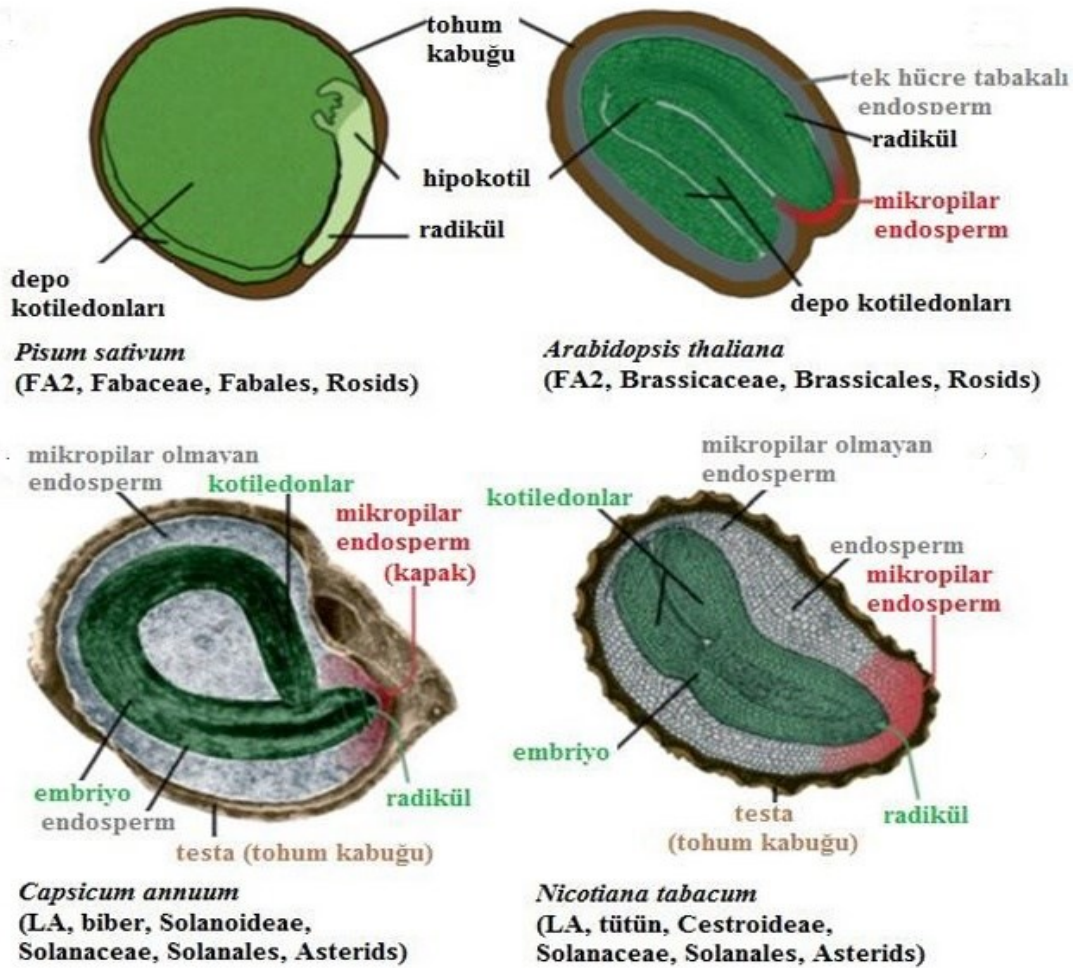 tohum
kabuğu
hipokotil
radikül
depo
kotiledonları
Pisum sativum
(FA2, Fabaceae, Fabales, Rosids)
tek hücre tabakalı
endosperm
radikül
mikropilar
endosperm
depo kotiledonları
Arabidopsis thaliana
(FA2, Brassicaceae, Brassicales, Rosids)
mikropilar olmayan
endosperm
kotiledonlar
mikropilar
endosperm
(kapak)
embriyo
endosperm
radikül
testa (tohum kabuğu)
Capsicum annuum
(LA, biber, Solanoideae,
Solanaceae, Solanales, Asterids)
mikropilar olmayan
endosperm
kotiledonlar
endosperm
mikropilar
endosperm
embriyo
testa
(tohum kabuğu)
radikül
Nicotiana tabacum
(LA, tütün, Cestroideae,
Solanaceae, Solanales, Asterids)